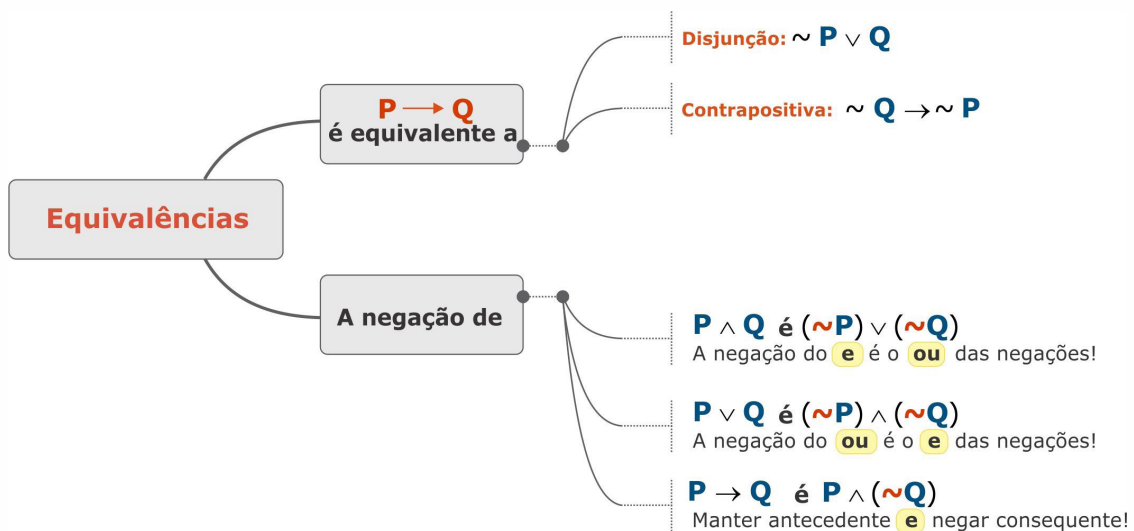 Equivalências
P → Q
é equivalente a
Disjunção: ~ P ∨ Q
Contrapositiva: ~ Q → ~ P
A negação de
P ∧ Q é (~P) ∨ (~Q)
A negação do e é o ou das negações!
P ∨ Q é (~P) ∧ (~Q)
A negação do ou é o e das negações!
P → Q é P ∧ (~Q)
Manter antecedente e negar consequente!